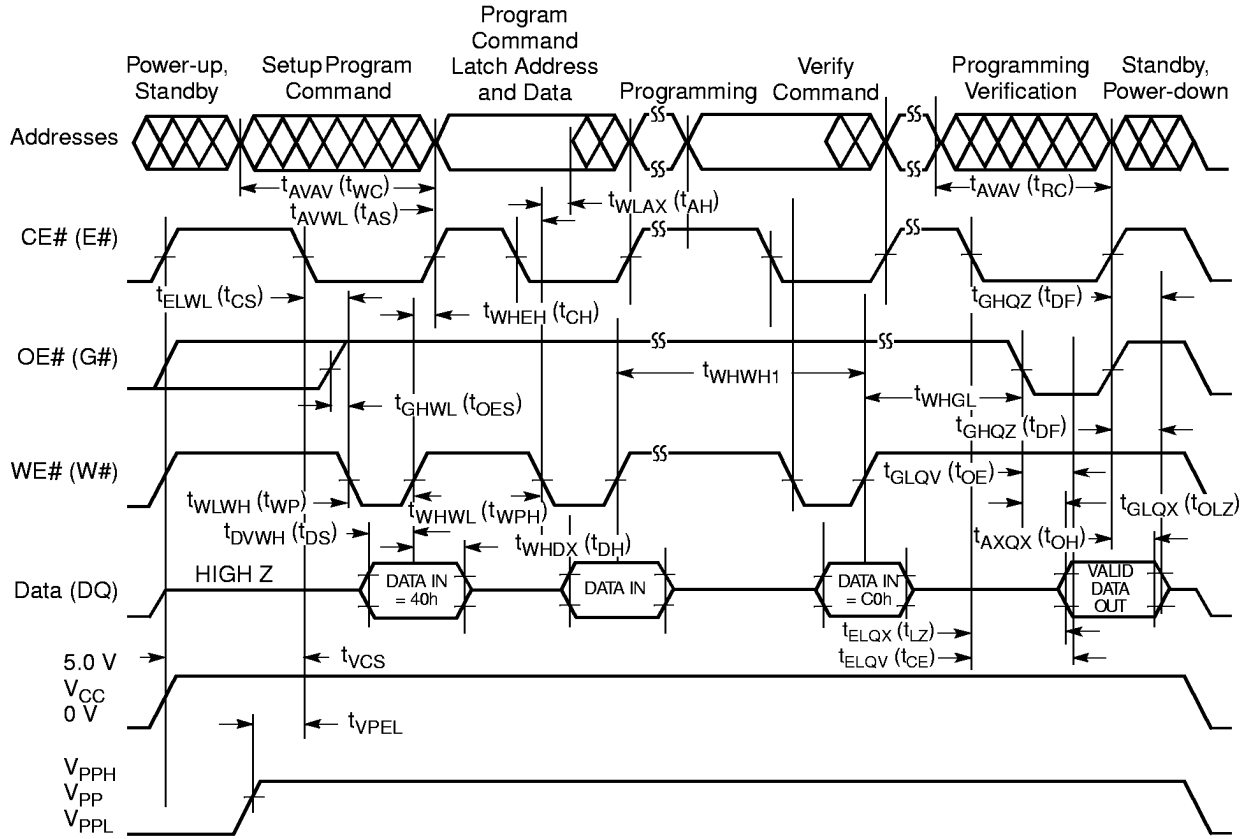 Power-up,
Standby
Setup Program
Command
Program
Command
Latch Address
and Data
Programming
Verify
Command
Programming
Verification
Standby,
Power-down
Addresses
tAVAV (tWC)
tAVWL (tAS)
tWLAX (tAH)
tAVAV (tRC)
CE# (E#)
tELWL (tCS)
tWHEH (tCH)
tGHQZ (tDF)
OE# (G#)
tWHWH1
tWHGL
tGHWL (tOES)
tGHQZ (tDF)
WE# (W#)
tGLQV (tOE)
tWLWH (tWP)
tWHWL (tWPH)
tGLQX (tOLZ)
tDVWH (tDS)
tWHDX (tDH)
tAXQX (tOH)
Data (DQ)
HIGH Z
DATA IN
= 40h
DATA IN
DATA IN
= C0h
VALID
DATA
OUT
tELQX (tLZ)
tELQV (tCE)
5.0 V
VCC
0 V
tVCS
tVPEL
VPPH
VPP
VPPL